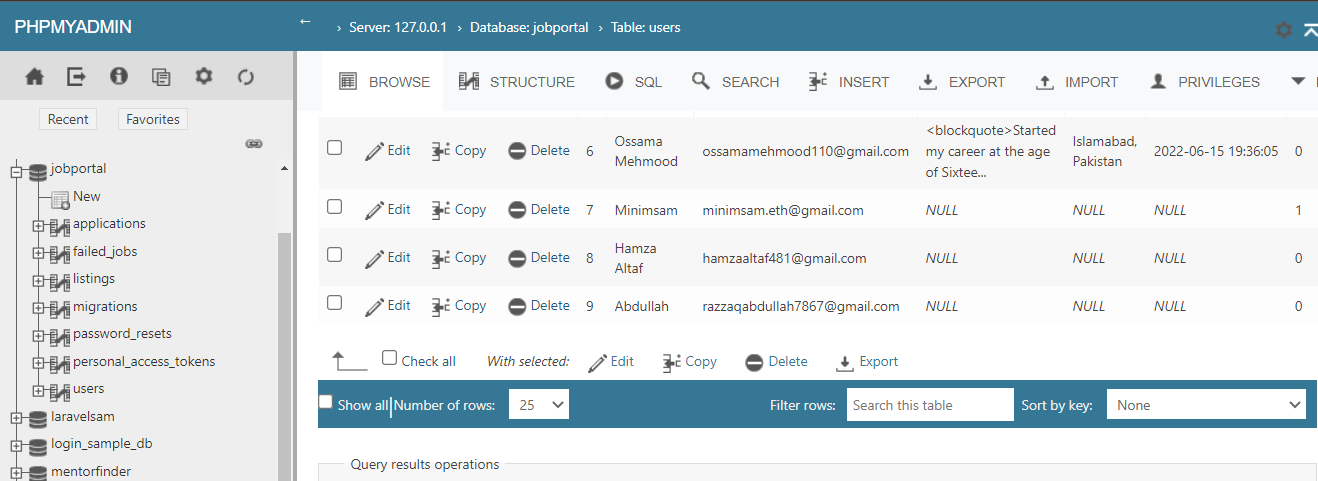 PHPMYADMIN
←
› Server: 127.0.0.1 › Database: jobportal › Table: users
BROWSE STRUCTURE SQL SEARCH INSERT EXPORT IMPORT PRIVILEGES
Recent Favorites
jobportal
New
applications
failed_jobs
listings
migrations
password_resets
personal_access_tokens
users
laravelsam
login_sample_db
mentorfinder
Edit Copy Delete 6 Ossama Mehmood ossamamehmood110@gmail.com <blockquote>Started my career at the age of Sixtee... Islamabad, Pakistan 2022-06-15 19:36:05 0
Edit Copy Delete 7 Minimsam minimsam.eth@gmail.com NULL NULL NULL 1
Edit Copy Delete 8 Hamza Altaf hamzaaltaf481@gmail.com NULL NULL NULL 0
Edit Copy Delete 9 Abdullah razzaqabdullah7867@gmail.com NULL NULL NULL 0
Check all With selected: Edit Copy Delete Export
Show all Number of rows: 25 Filter rows: Search this table Sort by key: None
Query results operations